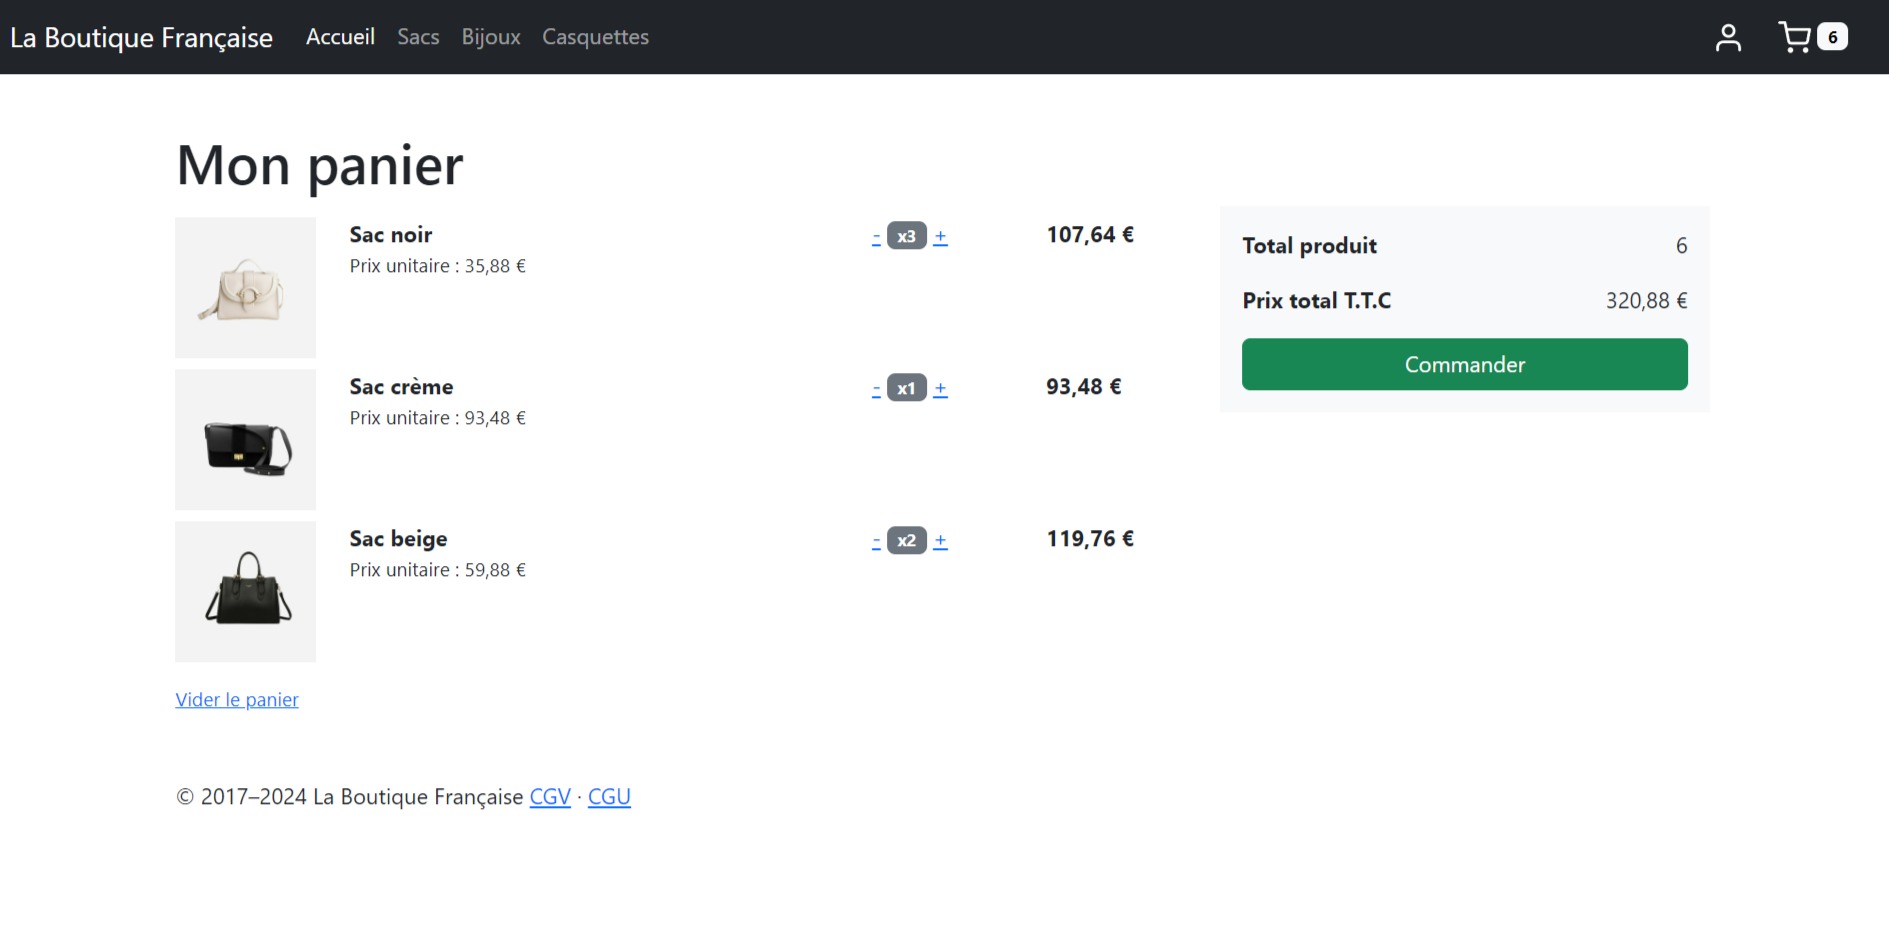 La Boutique Française Accueil Sacs Bijoux Casquettes 6
Mon panier
Sac noir - x3 + 107,64 €
Prix unitaire : 35,88 €
Sac crème - x1 + 93,48 €
Prix unitaire : 93,48 €
Sac beige - x2 + 119,76 €
Prix unitaire : 59,88 €
Vider le panier
Total produit 6
Prix total T.T.C 320,88 €
Commander
© 2017–2024 La Boutique Française CGV · CGU